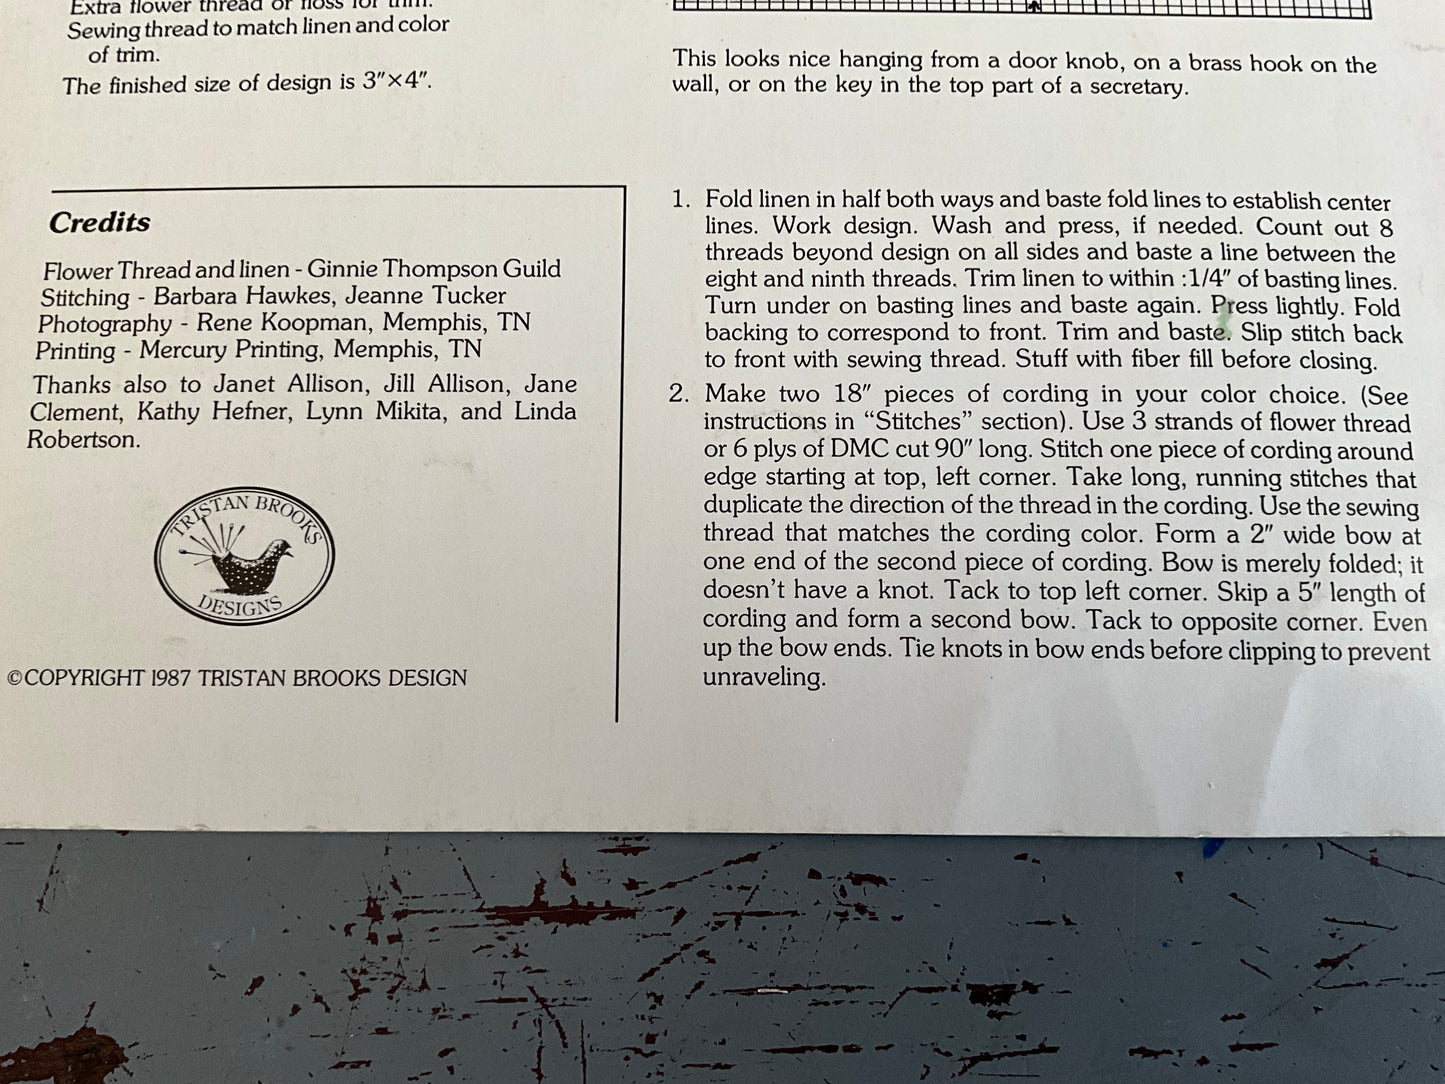 Extra flower thread or floss for trim.
Sewing thread to match linen and color
of trim.
The finished size of design is 3"×4".
Credits
Flower Thread and linen - Ginnie Thompson Guild
Stitching - Barbara Hawkes, Jeanne Tucker
Photography - Rene Koopman, Memphis, TN
Printing - Mercury Printing, Memphis, TN
Thanks also to Janet Allison, Jill Allison, Jane
Clement, Kathy Hefner, Lynn Mikita, and Linda
Robertson.
TRISTAN BROOKS
DESIGNS
©COPYRIGHT 1987 TRISTAN BROOKS DESIGN
This looks nice hanging from a door knob, on a brass hook on the
wall, or on the key in the top part of a secretary.
1. Fold linen in half both ways and baste fold lines to establish center
lines. Work design. Wash and press, if needed. Count out 8
threads beyond design on all sides and baste a line between the
eight and ninth threads. Trim linen to within :1/4" of basting lines.
Turn under on basting lines and baste again. Press lightly. Fold
backing to correspond to front. Trim and baste. Slip stitch back
to front with sewing thread. Stuff with fiber fill before closing.
2. Make two 18" pieces of cording in your color choice. (See
instructions in “Stitches” section). Use 3 strands of flower thread
or 6 plys of DMC cut 90" long. Stitch one piece of cording around
edge starting at top, left corner. Take long, running stitches that
duplicate the direction of the thread in the cording. Use the sewing
thread that matches the cording color. Form a 2" wide bow at
one end of the second piece of cording. Bow is merely folded; it
doesn't have a knot. Tack to top left corner. Skip a 5" length of
cording and form a second bow. Tack to opposite corner. Even
up the bow ends. Tie knots in bow ends before clipping to prevent
unraveling.